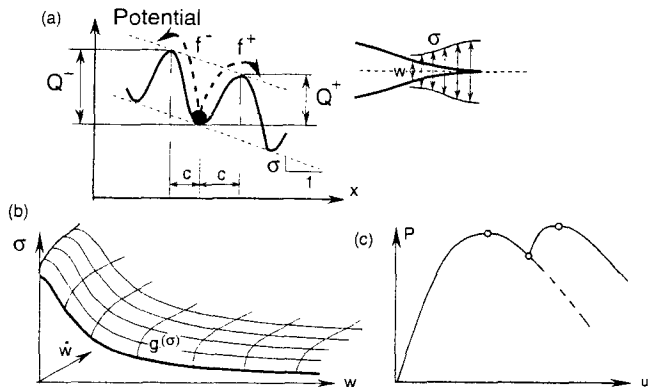 (a)
Potential
f⁻
f⁺
Q⁻
Q⁺
c
c
σ
1
x
σ
w
(b)
σ
ẇ
g(σ)
w
(c)
P
u